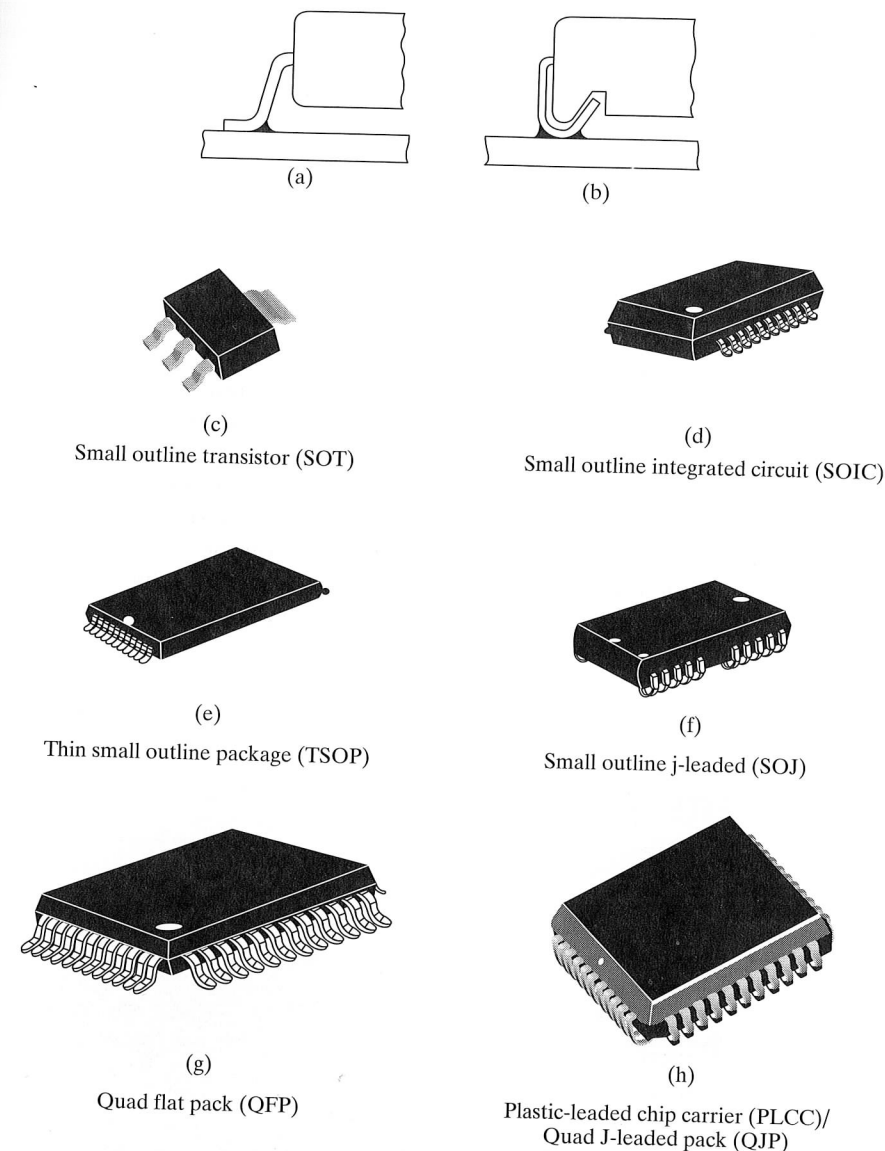 (a)
(b)
(c)
Small outline transistor (SOT)
(d)
Small outline integrated circuit (SOIC)
(e)
Thin small outline package (TSOP)
(f)
Small outline j-leaded (SOJ)
(g)
Quad flat pack (QFP)
(h)
Plastic-leaded chip carrier (PLCC)/
Quad J-leaded pack (QJP)